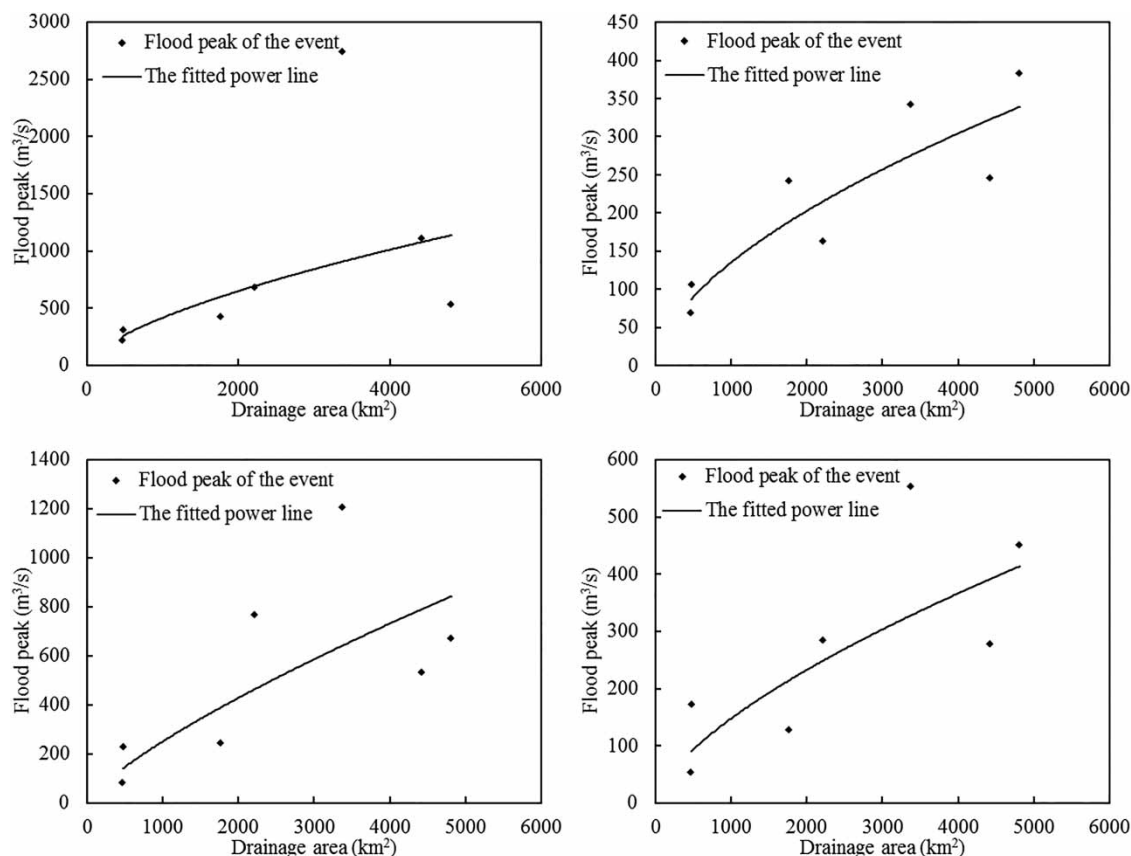 3000
2500
2000
1500
1000
500
0
Flood peak (m³/s)
Flood peak of the event
The fitted power line
0 2000 4000 6000
Drainage area (km²)
450
400
350
300
250
200
150
100
50
0
Flood peak (m³/s)
Flood peak of the event
The fitted power line
0 1000 2000 3000 4000 5000 6000
Drainage area (km²)
1400
1200
1000
800
600
400
200
0
Flood peak (m³/s)
Flood peak of the event
The fitted power line
0 1000 2000 3000 4000 5000 6000
Drainage area (km²)
600
500
400
300
200
100
0
Flood peak (m³/s)
Flood peak of the event
The fitted power line
0 1000 2000 3000 4000 5000 6000
Drainage area (km²)